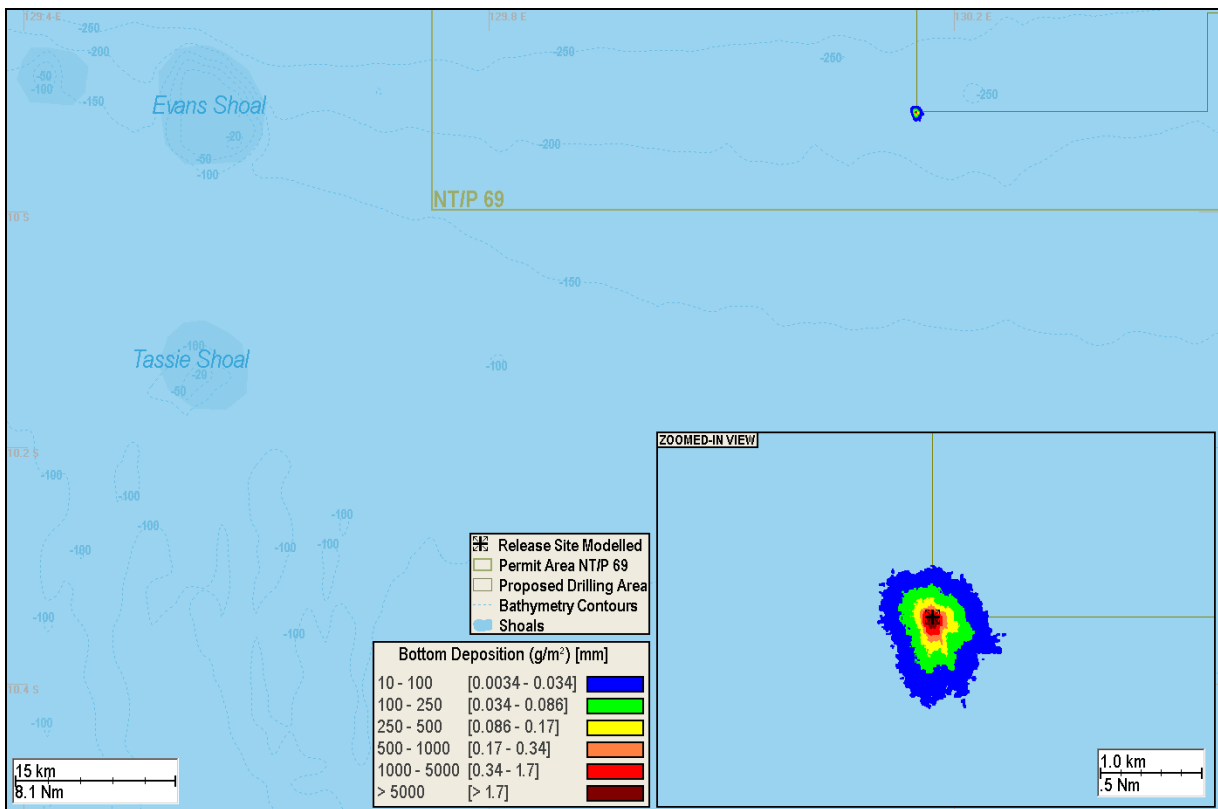 129.4 E
129.8 E
130.2 E
-250
-200
-50
-100
-150
Evans Shoal
-20
-50
-100
-250
-250
-250
-200
NT/P 69
10 S
-150
-100
Tassie Shoal
-20
-50
-100
10.2 S
-100
-100
-100
-100
-100
-100
-100
-100
-100
10.4 S
-100
15 km
8.1 Nm
Release Site Modelled
Permit Area NT/P 69
Proposed Drilling Area
Bathymetry Contours
Shoals
Bottom Deposition (g/m²) [mm]
10 - 100 [0.0034 - 0.034]
100 - 250 [0.034 - 0.086]
250 - 500 [0.086 - 0.17]
500 - 1000 [0.17 - 0.34]
1000 - 5000 [0.34 - 1.7]
> 5000 [> 1.7]
ZOOMED-IN VIEW
1.0 km
.5 Nm